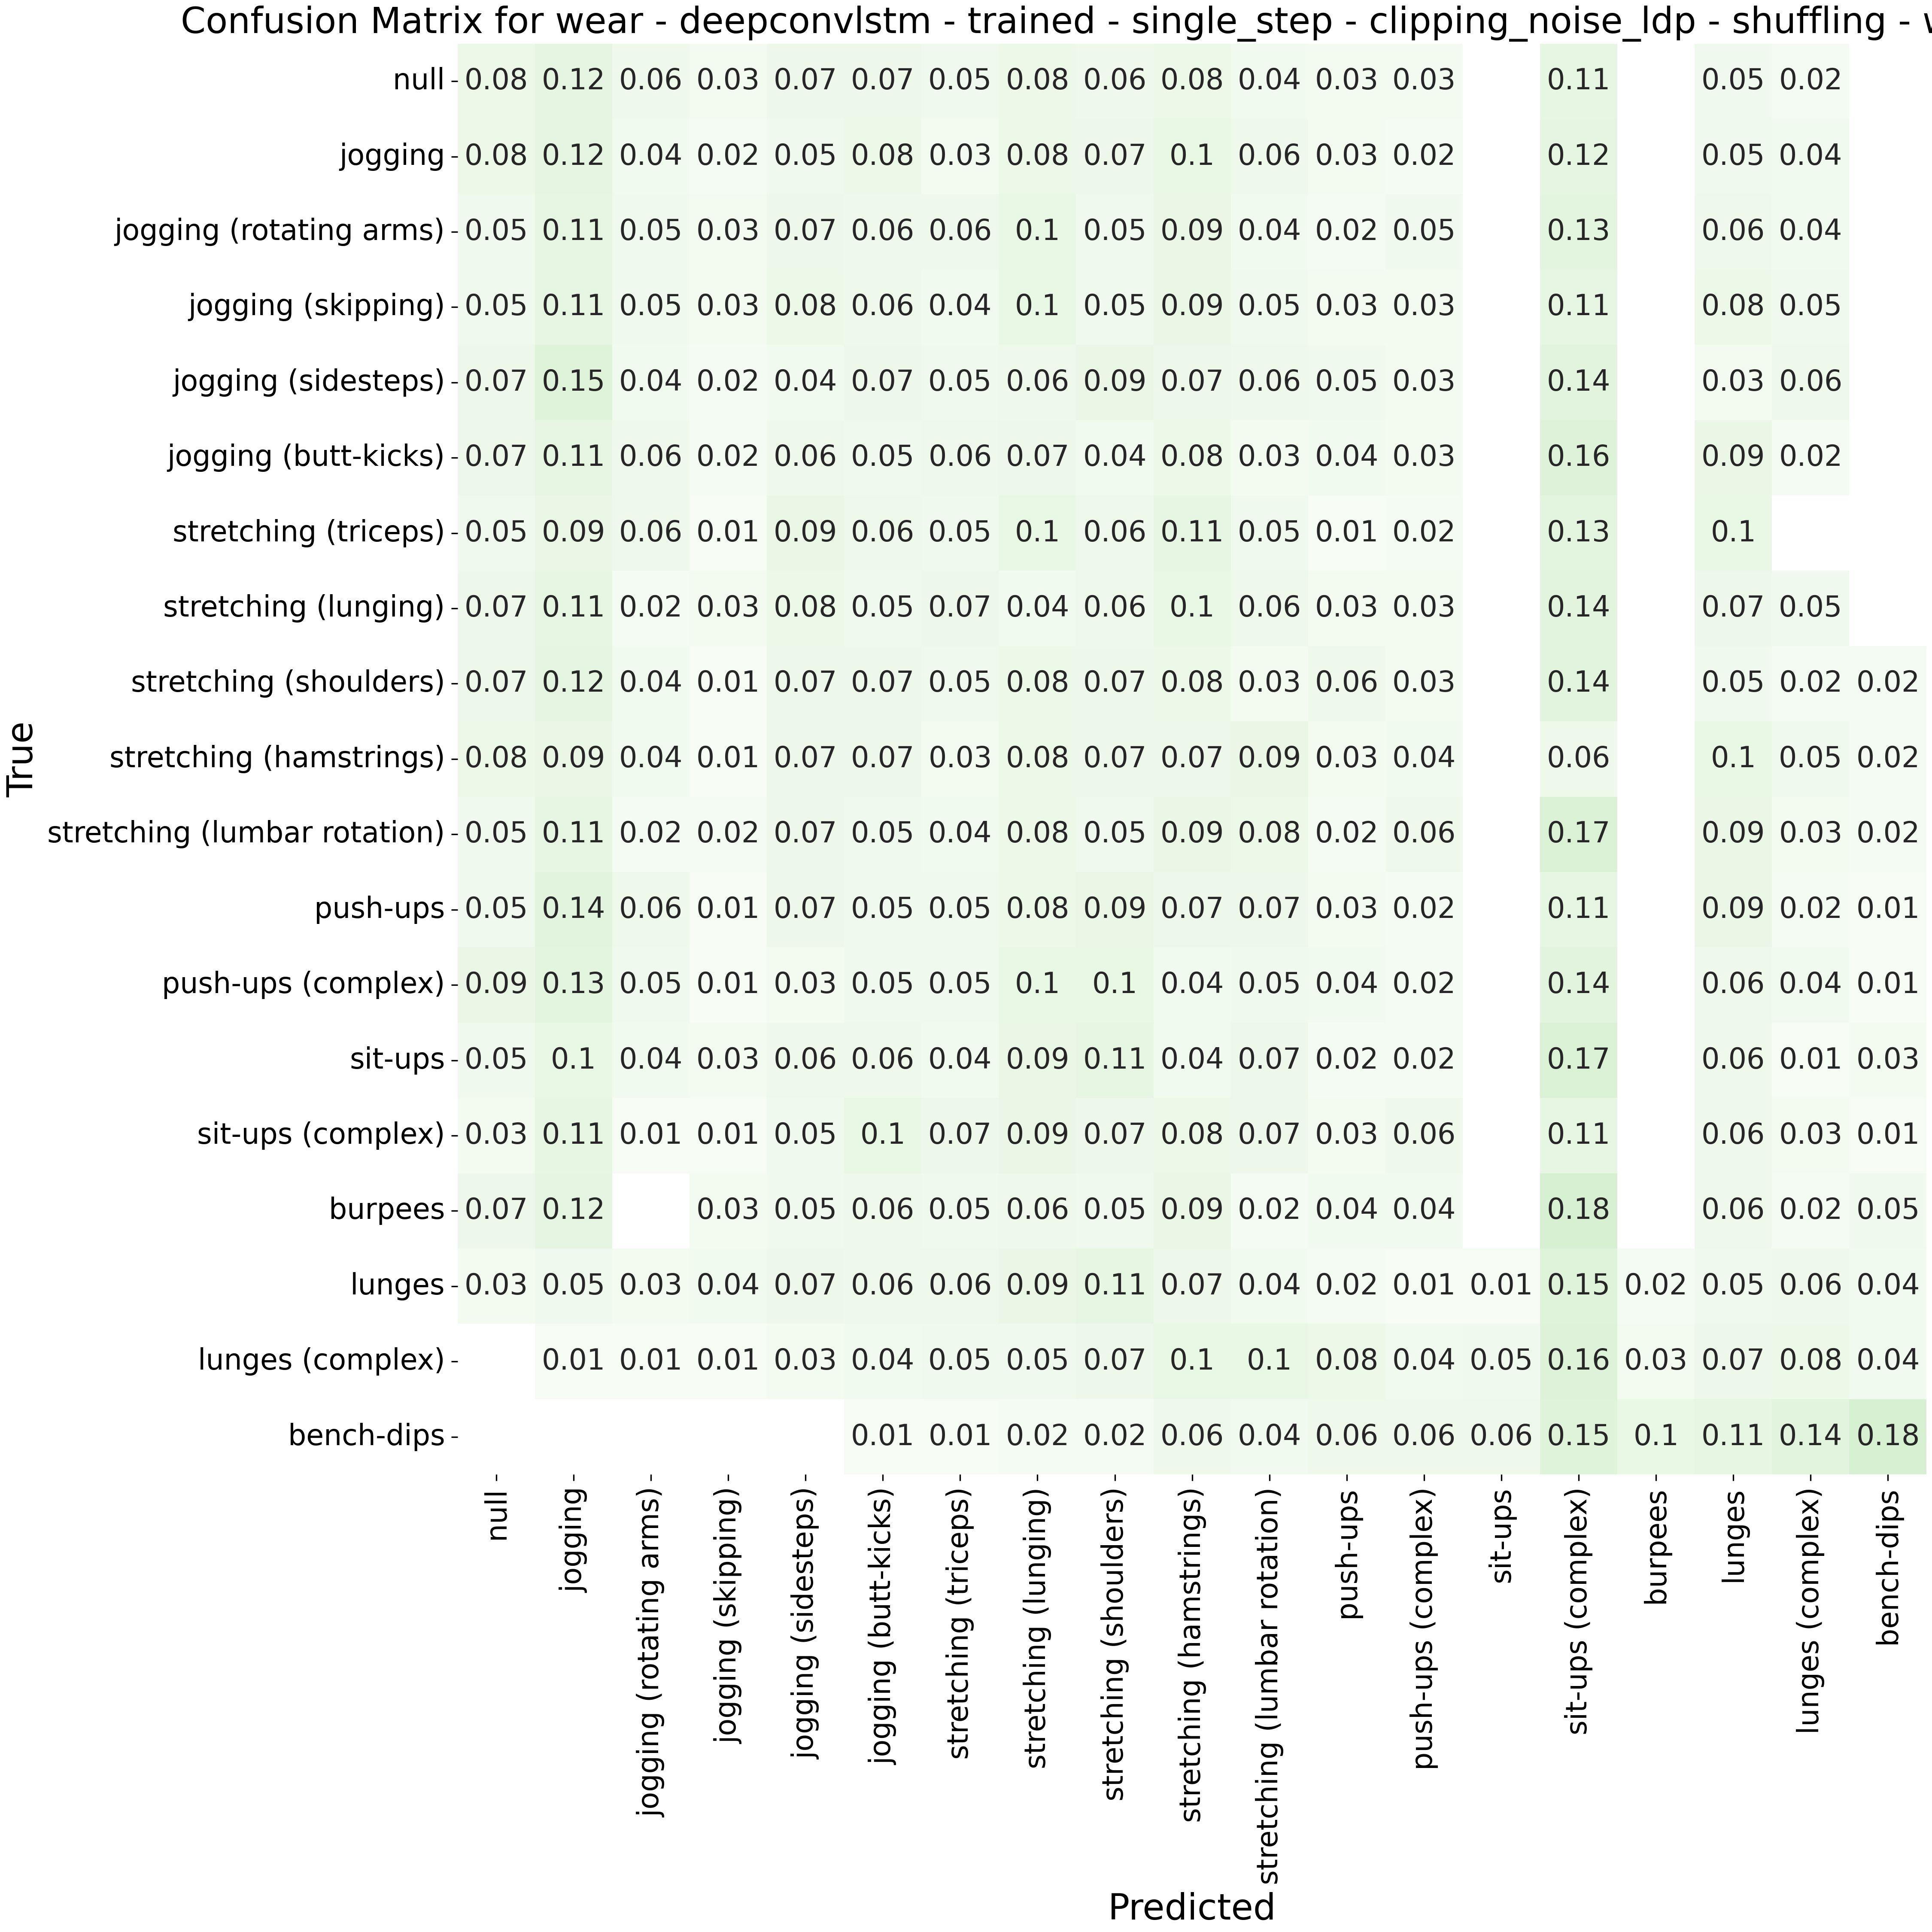 Confusion Matrix for wear - deepconvlstm - trained - single_step - clipping_noise_ldp - shuffling -
null 0.08 0.12 0.06 0.03 0.07 0.07 0.05 0.08 0.06 0.08 0.04 0.03 0.03 0.11 0.05 0.02
jogging 0.08 0.12 0.04 0.02 0.05 0.08 0.03 0.08 0.07 0.1 0.06 0.03 0.02 0.12 0.05 0.04
jogging (rotating arms) 0.05 0.11 0.05 0.03 0.07 0.06 0.06 0.1 0.05 0.09 0.04 0.02 0.05 0.13 0.06 0.04
jogging (skipping) 0.05 0.11 0.05 0.03 0.08 0.06 0.04 0.1 0.05 0.09 0.05 0.03 0.03 0.11 0.08 0.05
jogging (sidesteps) 0.07 0.15 0.04 0.02 0.04 0.07 0.05 0.06 0.09 0.07 0.06 0.05 0.03 0.14 0.03 0.06
jogging (butt-kicks) 0.07 0.11 0.06 0.02 0.06 0.05 0.06 0.07 0.04 0.08 0.03 0.04 0.03 0.16 0.09 0.02
stretching (triceps) 0.05 0.09 0.06 0.01 0.09 0.06 0.05 0.1 0.06 0.11 0.05 0.01 0.02 0.13 0.1
stretching (lunging) 0.07 0.11 0.02 0.03 0.08 0.05 0.07 0.04 0.06 0.1 0.06 0.03 0.03 0.14 0.07 0.05
stretching (shoulders) 0.07 0.12 0.04 0.01 0.07 0.07 0.05 0.08 0.07 0.08 0.03 0.06 0.03 0.14 0.05 0.02 0.02
stretching (hamstrings) 0.08 0.09 0.04 0.01 0.07 0.07 0.03 0.08 0.07 0.07 0.09 0.03 0.04 0.06 0.1 0.05 0.02
stretching (lumbar rotation) 0.05 0.11 0.02 0.02 0.07 0.05 0.04 0.08 0.05 0.09 0.08 0.02 0.06 0.17 0.09 0.03 0.02
push-ups 0.05 0.14 0.06 0.01 0.07 0.05 0.05 0.08 0.09 0.07 0.07 0.03 0.02 0.11 0.09 0.02 0.01
push-ups (complex) 0.09 0.13 0.05 0.01 0.03 0.05 0.05 0.1 0.1 0.04 0.05 0.04 0.02 0.14 0.06 0.04 0.01
sit-ups 0.05 0.1 0.04 0.03 0.06 0.06 0.04 0.09 0.11 0.04 0.07 0.02 0.02 0.17 0.06 0.01 0.03
sit-ups (complex) 0.03 0.11 0.01 0.01 0.05 0.1 0.07 0.09 0.07 0.08 0.07 0.03 0.06 0.11 0.06 0.03 0.01
burpees 0.07 0.12 0.03 0.05 0.06 0.05 0.06 0.05 0.09 0.02 0.04 0.04 0.18 0.06 0.02 0.05
lunges 0.03 0.05 0.03 0.04 0.07 0.06 0.06 0.09 0.11 0.07 0.04 0.02 0.01 0.01 0.15 0.02 0.05 0.06 0.04
lunges (complex) 0.01 0.01 0.01 0.03 0.04 0.05 0.05 0.07 0.1 0.1 0.08 0.04 0.05 0.16 0.03 0.07 0.08 0.04
bench-dips 0.01 0.01 0.02 0.02 0.06 0.04 0.06 0.06 0.06 0.15 0.1 0.11 0.14 0.18
True
null
jogging
jogging (rotating arms)
jogging (skipping)
jogging (sidesteps)
jogging (butt-kicks)
stretching (triceps)
stretching (lunging)
stretching (shoulders)
stretching (hamstrings)
stretching (lumbar rotation)
push-ups
push-ups (complex)
sit-ups
sit-ups (complex)
burpees
lunges
lunges (complex)
bench-dips
Predicted